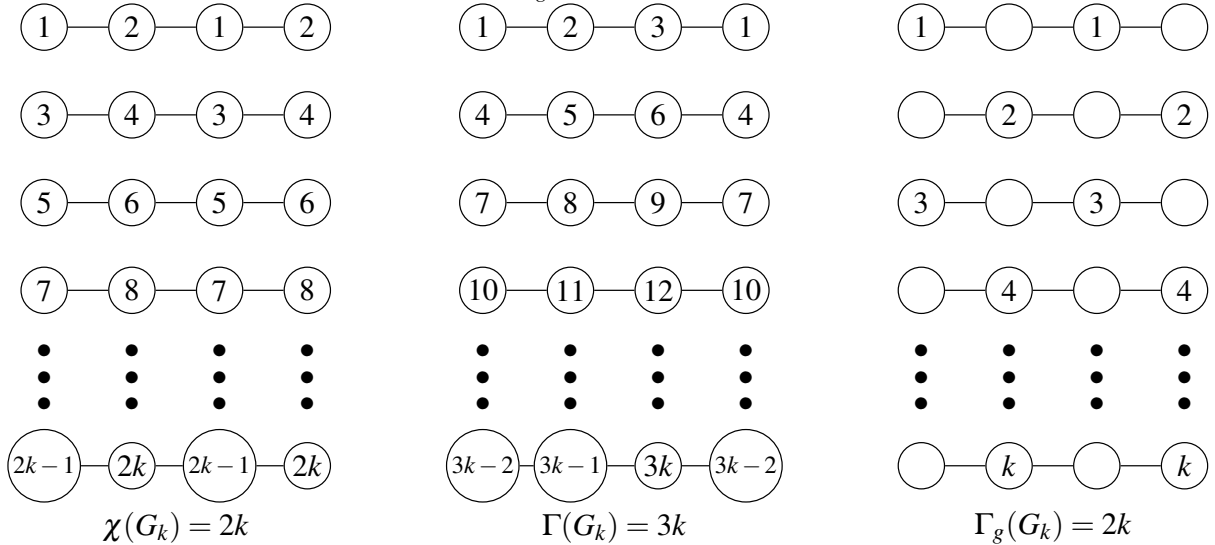 1 2 1 2 1 2 3 1 1 1
3 4 3 4 4 5 6 4 2 2
5 6 5 6 7 8 9 7 3 3
7 8 7 8 10 11 12 10 4 4
2k − 1 2k 2k − 1 2k 3k − 2 3k − 1 3k 3k − 2 k k
χ(G_k) = 2k Γ(G_k) = 3k Γ_g(G_k) = 2k